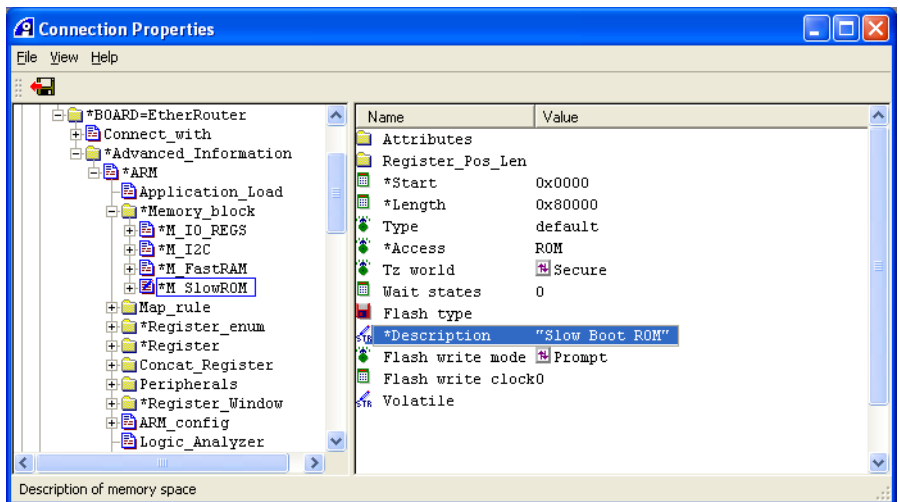 Connection Properties
File View Help
*BOARD=EtherRouter
Connect_with
*Advanced_Information
*ARM
Application_Load
*Memory_block
*M_IO_REGS
*M_I2C
*M_FastRAM
*M_SlowROM
Map_rule
*Register_enum
*Register
Concat_Register
Peripherals
*Register_Window
ARM_config
Logic_Analyzer
Name Value
Attributes
Register_Pos_Len
*Start 0x0000
*Length 0x80000
Type default
*Access ROM
Tz world Secure
Wait states 0
Flash type
STR *Description "Slow Boot ROM"
Flash write mode Prompt
Flash write clock0
STR Volatile
Description of memory space